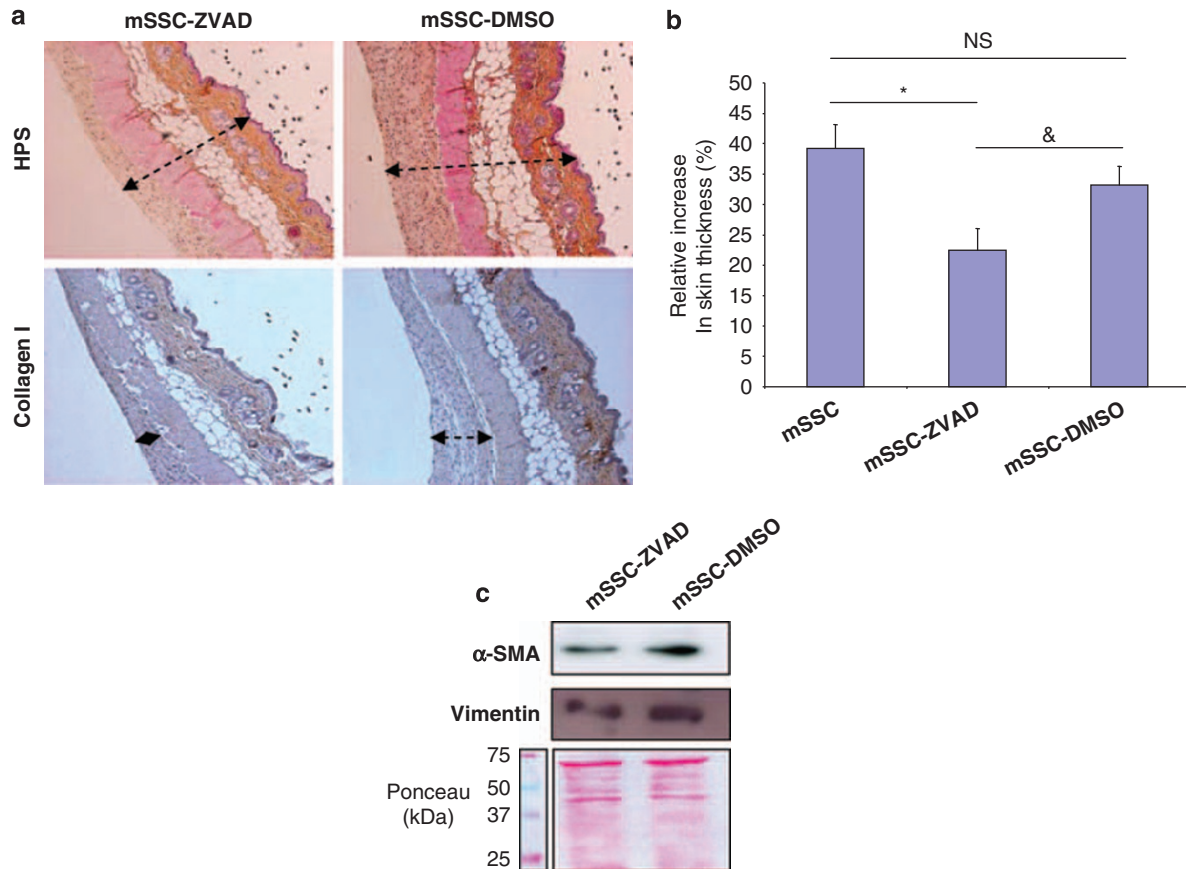 a
mSSC-ZVAD
mSSC-DMSO
HPS
Collagen I
b
NS
*
&
Relative increase
In skin thickness (%)
50
45
40
35
30
25
20
15
10
5
0
mSSC
mSSC-ZVAD
mSSC-DMSO
c
mSSC-ZVAD
mSSC-DMSO
α-SMA
Vimentin
Ponceau
(kDa)
75
50
37
25